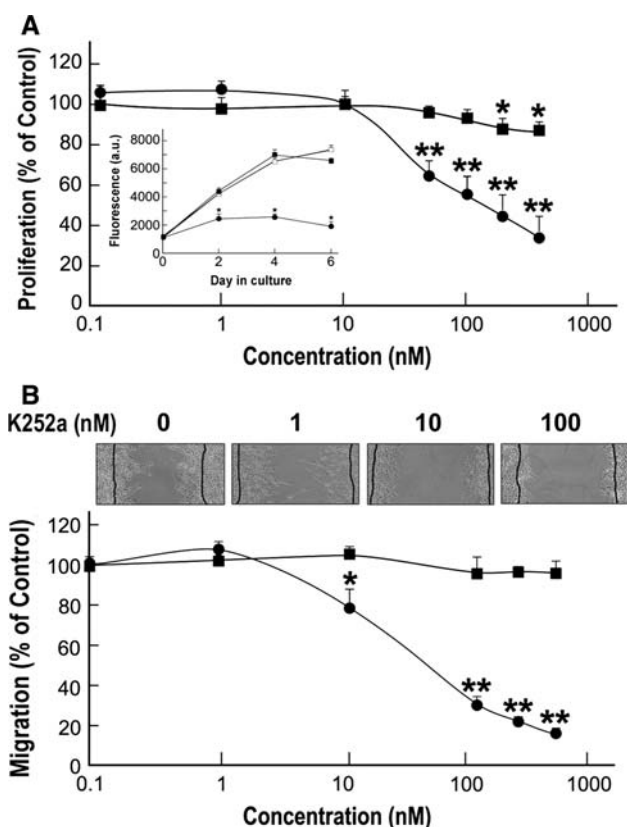 A
Proliferation (% of Control)
120
100
80
60
40
20
0
* *
** ** ** **
Fluorescence (a.u.)
8000
6000
4000
2000
0
* * *
0 2 4 6
Day in culture
0.1 1 10 100 1000
Concentration (nM)
B
K252a (nM) 0 1 10 100
Migration (% of Control)
120
100
80
60
40
20
0
*
** ** **
0.1 1 10 100 1000
Concentration (nM)